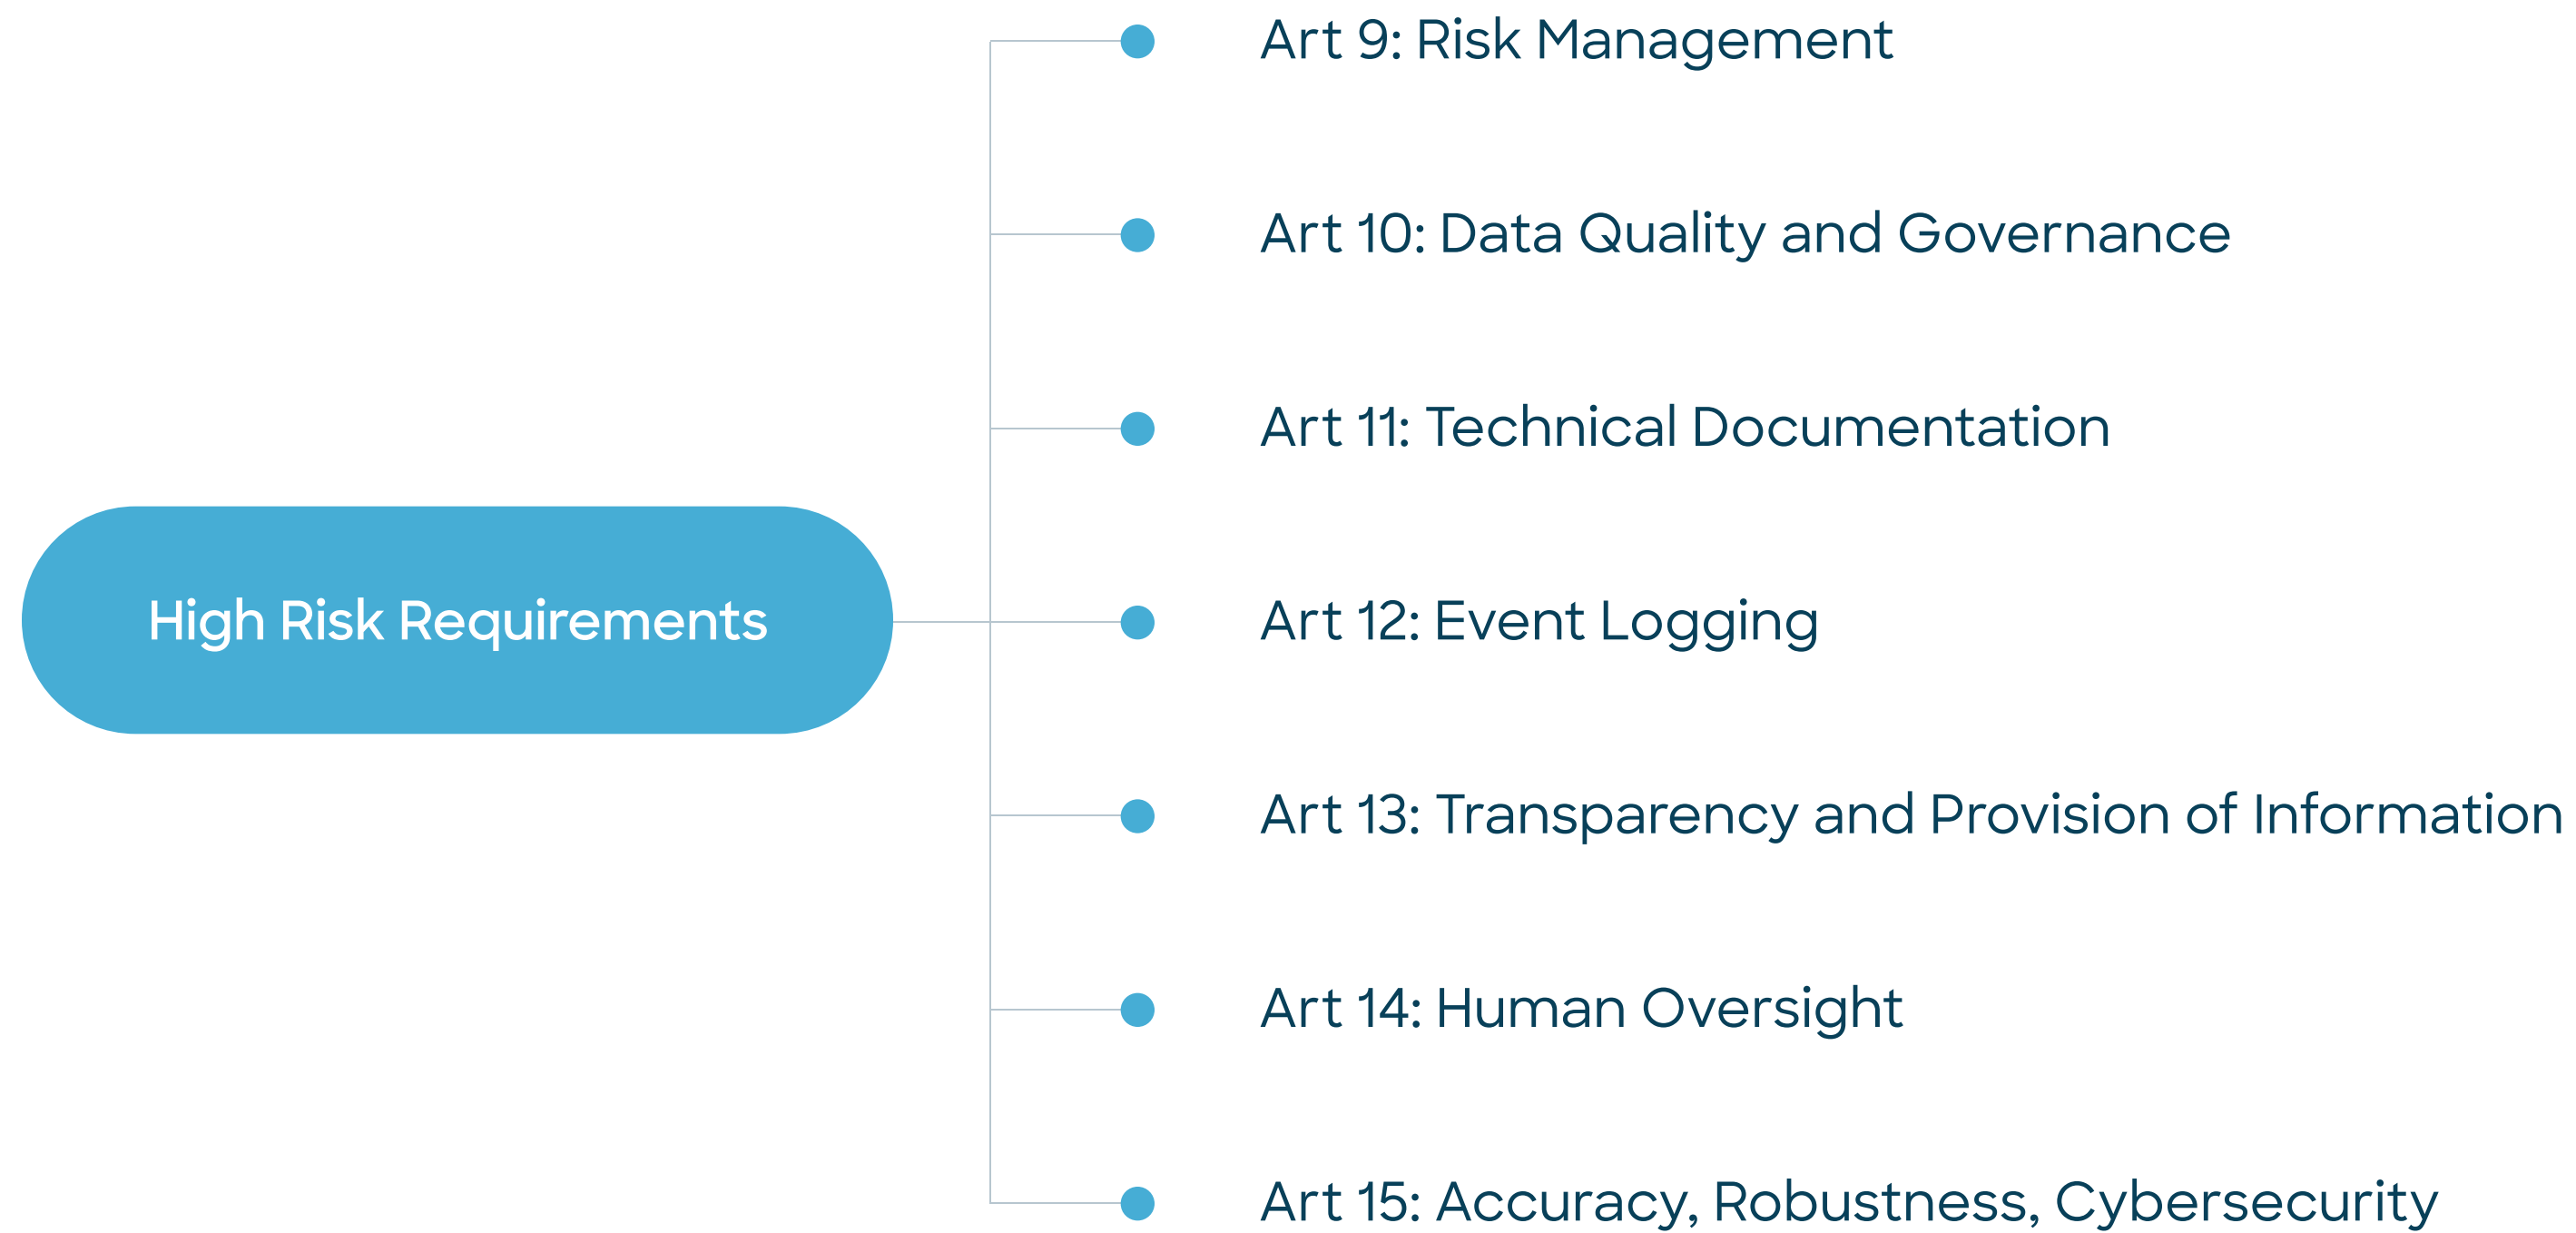 Art 9: Risk Management
Art 10: Data Quality and Governance
Art 11: Technical Documentation
High Risk Requirements
Art 12: Event Logging
Art 13: Transparency and Provision of Information
Art 14: Human Oversight
Art 15: Accuracy, Robustness, Cybersecurity